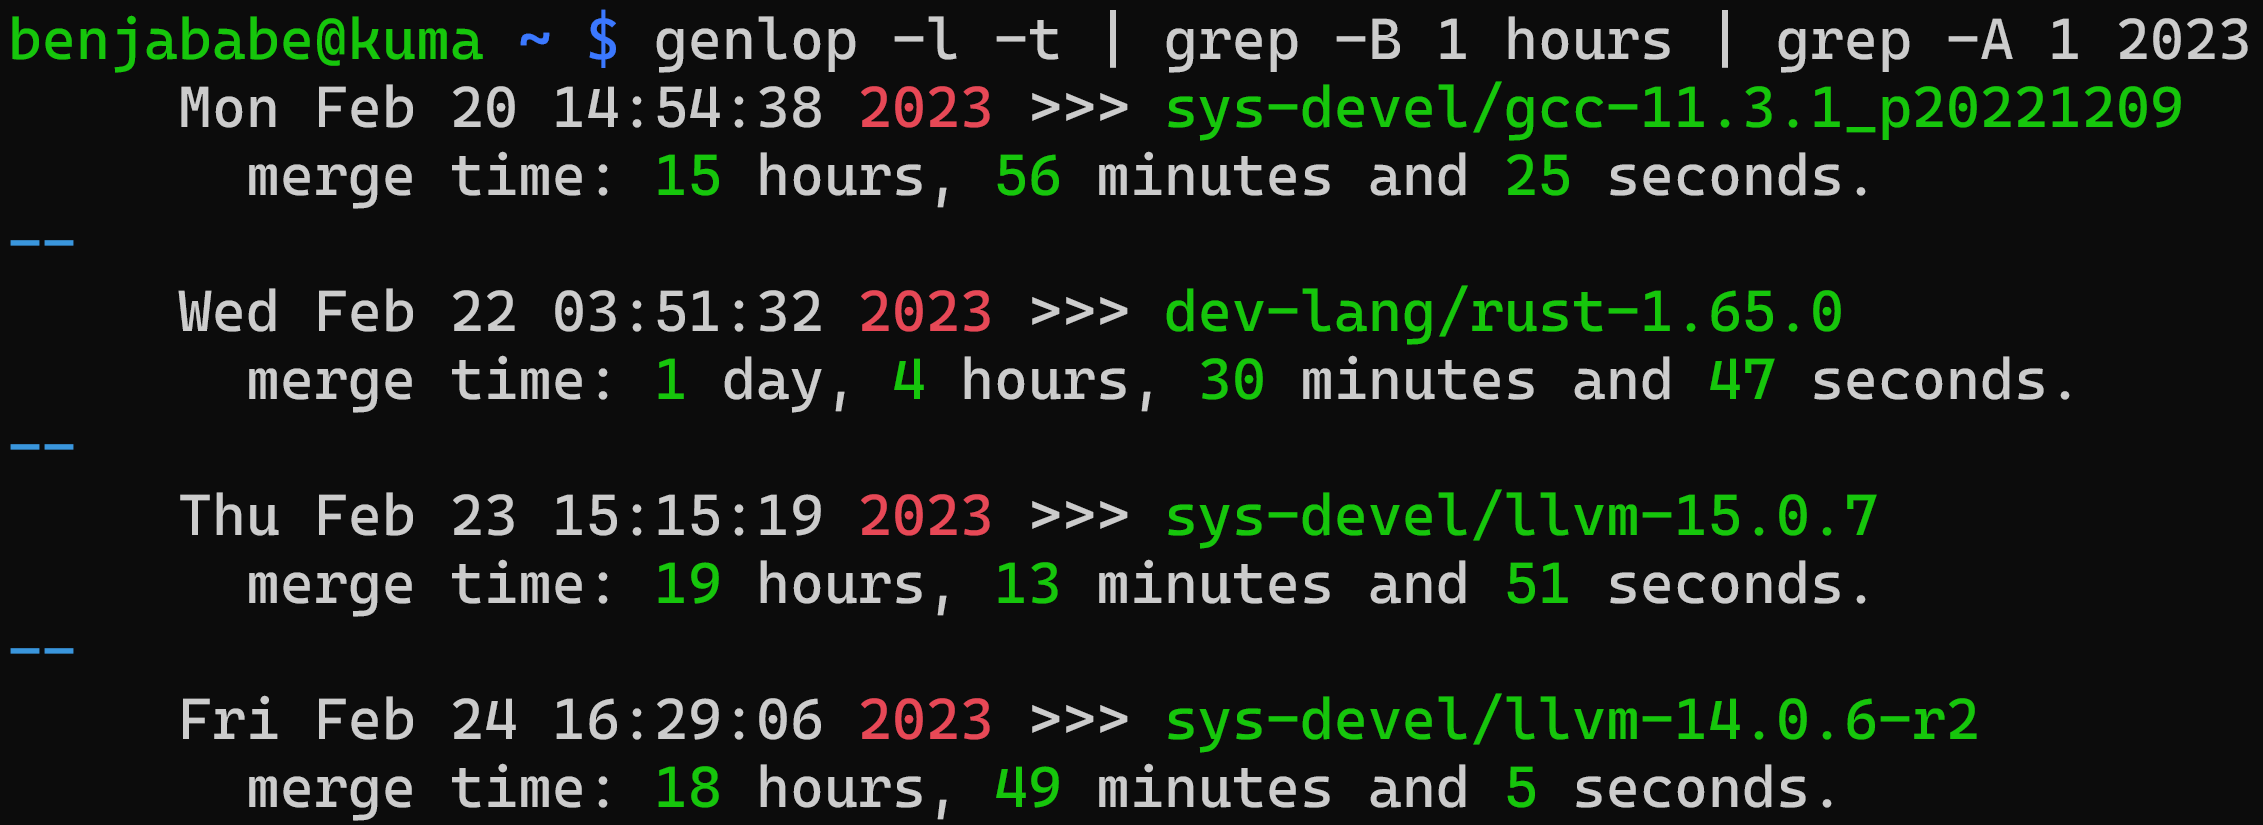 benjababe@kuma ~ $ genlop -l -t | grep -B 1 hours | grep -A 1 2023
     Mon Feb 20 14:54:38 2023 >>> sys-devel/gcc-11.3.1_p20221209
       merge time: 15 hours, 56 minutes and 25 seconds.
--
     Wed Feb 22 03:51:32 2023 >>> dev-lang/rust-1.65.0
       merge time: 1 day, 4 hours, 30 minutes and 47 seconds.
--
     Thu Feb 23 15:15:19 2023 >>> sys-devel/llvm-15.0.7
       merge time: 19 hours, 13 minutes and 51 seconds.
--
     Fri Feb 24 16:29:06 2023 >>> sys-devel/llvm-14.0.6-r2
       merge time: 18 hours, 49 minutes and 5 seconds.